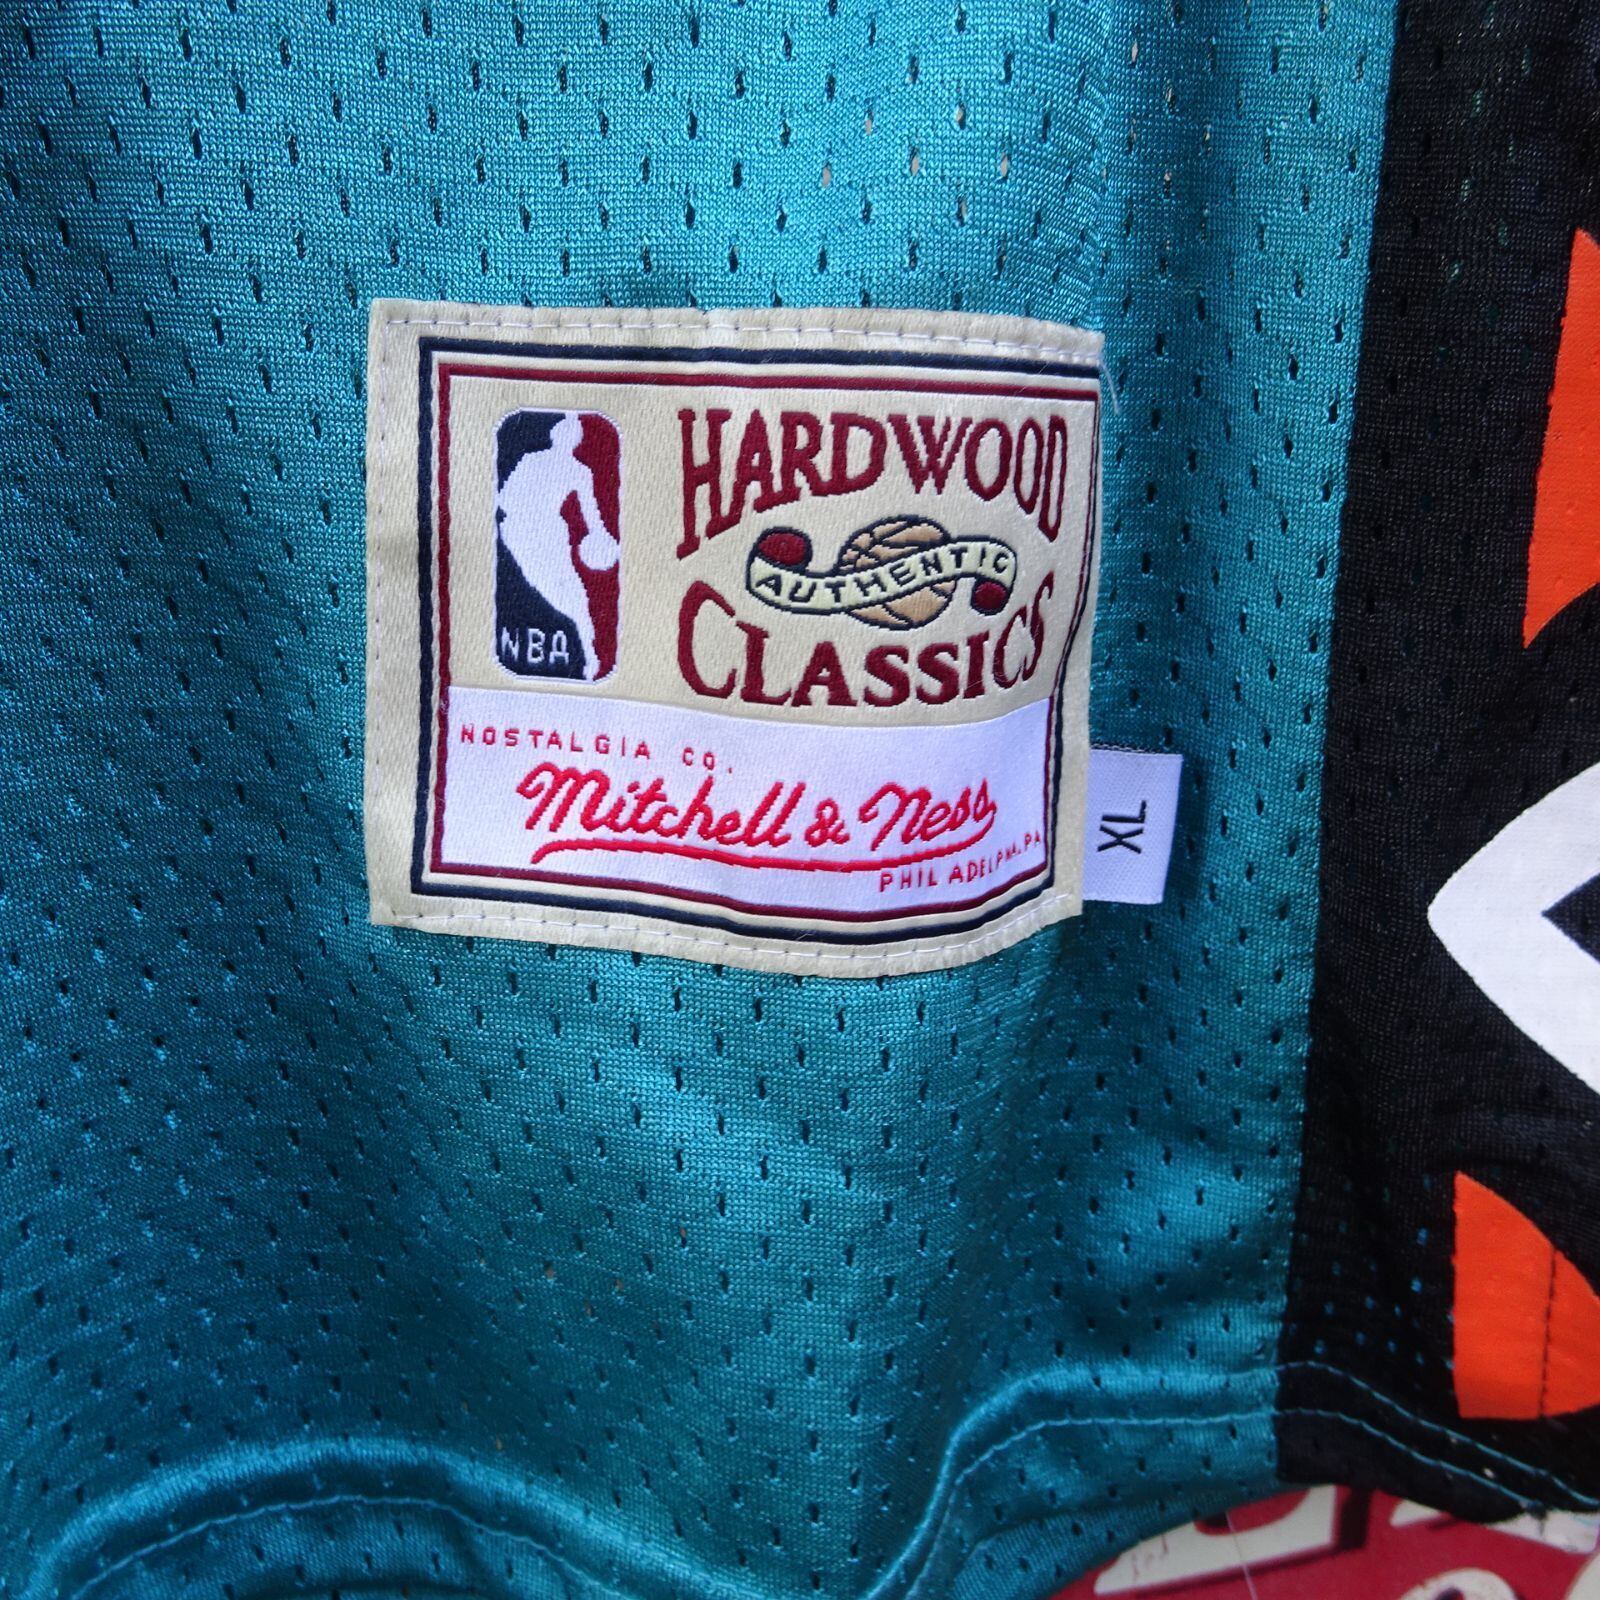 HARDWOOD
AUTHENTIC
CLASSICS
NBA
NOSTALGIA CO.
Mitchell & Ness
PHILADELPHIA, PA
XL